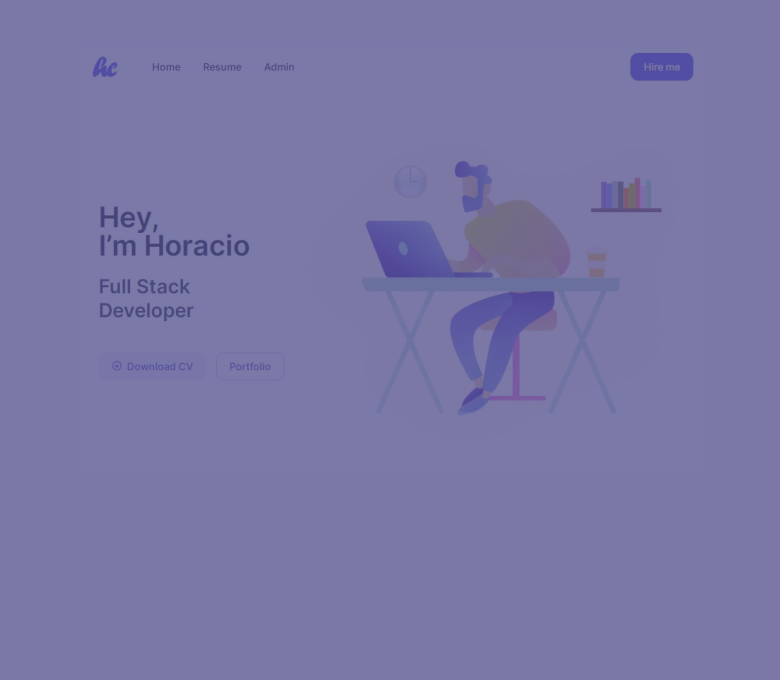 hc
Home Resume Admin
Hire me
Hey,
I'm Horacio
Full Stack
Developer
Download CV
Portfolio